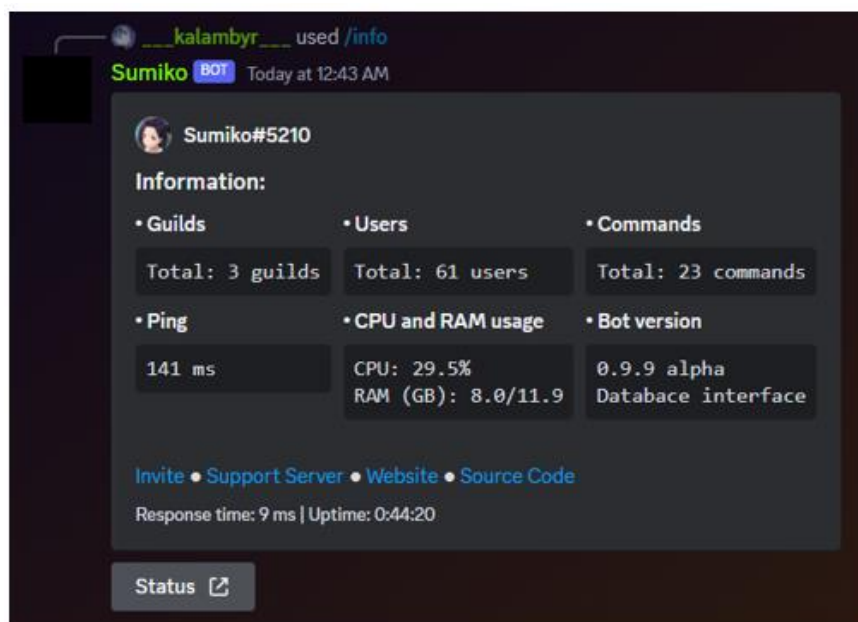 ___kalambyr___ used /info
Sumiko BOT Today at 12:43 AM
Sumiko#5210
Information:
• Guilds • Users • Commands
Total: 3 guilds Total: 61 users Total: 23 commands
• Ping • CPU and RAM usage • Bot version
141 ms CPU: 29.5% 0.9.9 alpha
RAM (GB): 8.0/11.9 Databace interface
Invite ● Support Server ● Website ● Source Code
Response time: 9 ms | Uptime: 0:44:20
Status